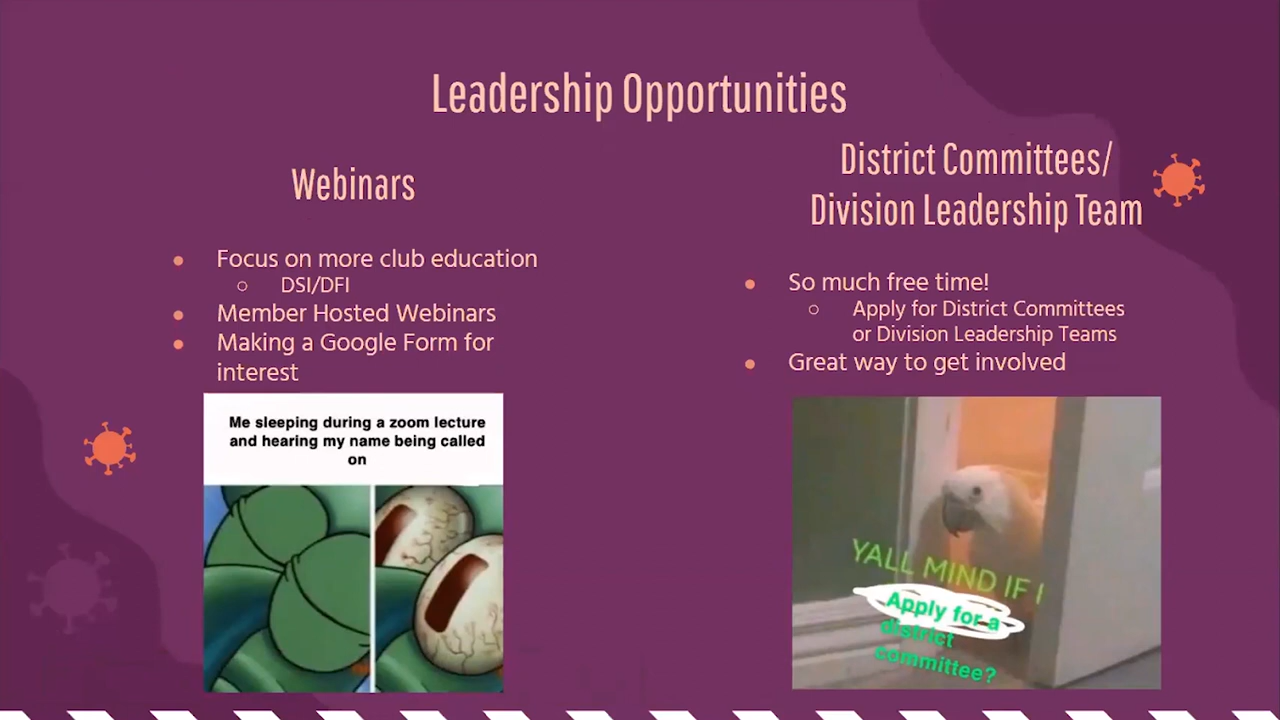 Leadership Opportunities
Webinars
Focus on more club education
DSI/DFI
Member Hosted Webinars
Making a Google Form for
interest
Me sleeping during a zoom lecture
and hearing my name being called
on
District Committees/
Division Leadership Team
So much free time!
Apply for District Committees
or Division Leadership Teams
Great way to get involved
YALL MIND IF I
Apply for a
district
committee?